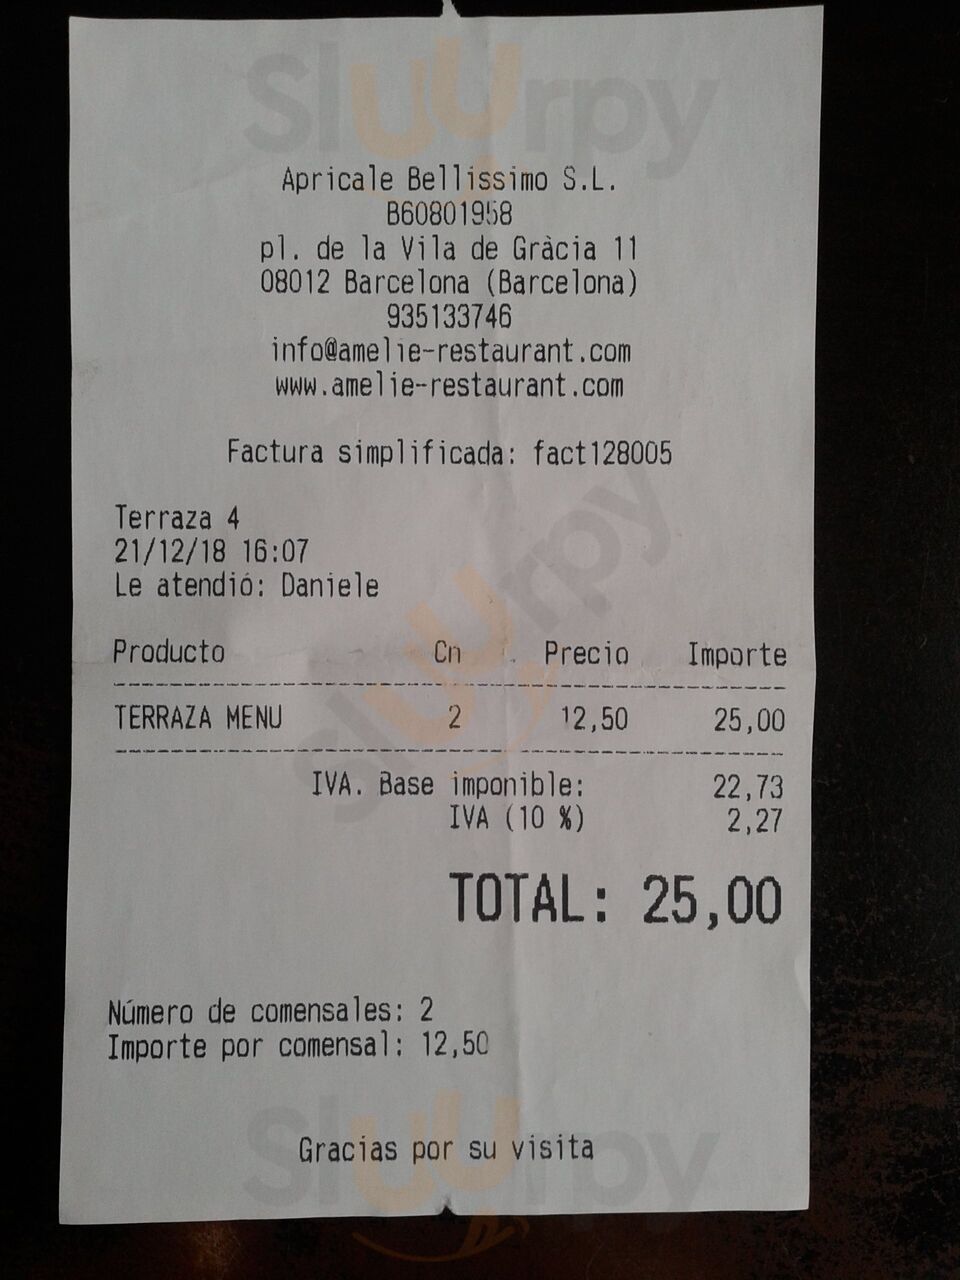 Sluurpy
Apricale Bellissimo S.L.
B60801958
pl. de la Vila de Gràcia 11
08012 Barcelona (Barcelona)
935133746
info@amelie-restaurant.com
www.amelie-restaurant.com
Factura simplificada: fact128005
Terraza 4
21/12/18 16:07
Le atendió: Daniele
Sluurpy
Producto Cn Precio Importe
TERRAZA MENU 2 12,50 25,00
IVA. Base imponible: 22,73
IVA (10 %) 2,27
TOTAL: 25,00
Número de comensales: 2
Importe por comensal: 12,50
Gracias por su visita
Sluurpy